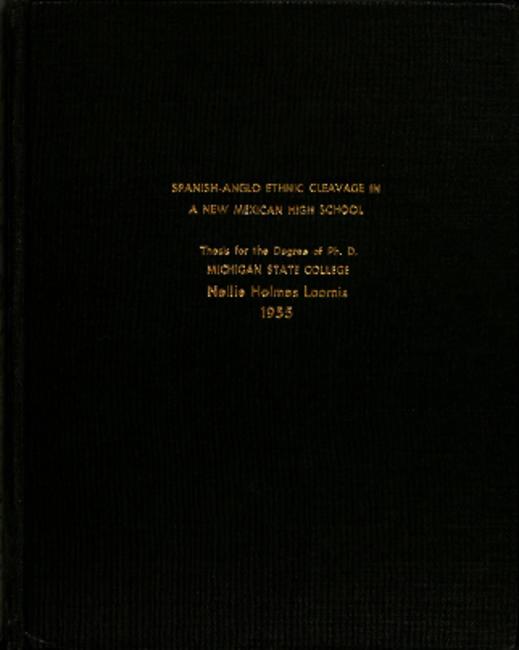 SPANISH-ANGLO ETHNIC CLEAVAGE IN
A NEW MEXICAN HIGH SCHOOL
Thesis for the Degree of Ph. D.
MICHIGAN STATE COLLEGE
Nellie Holmes Loomis
1955